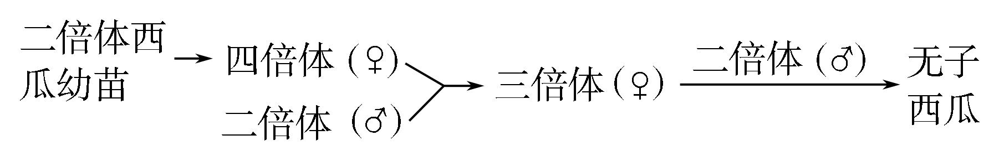 二倍体西
瓜幼苗
四倍体(♀)
二倍体(♂)
三倍体(♀)
二倍体(♂)
无子
西瓜